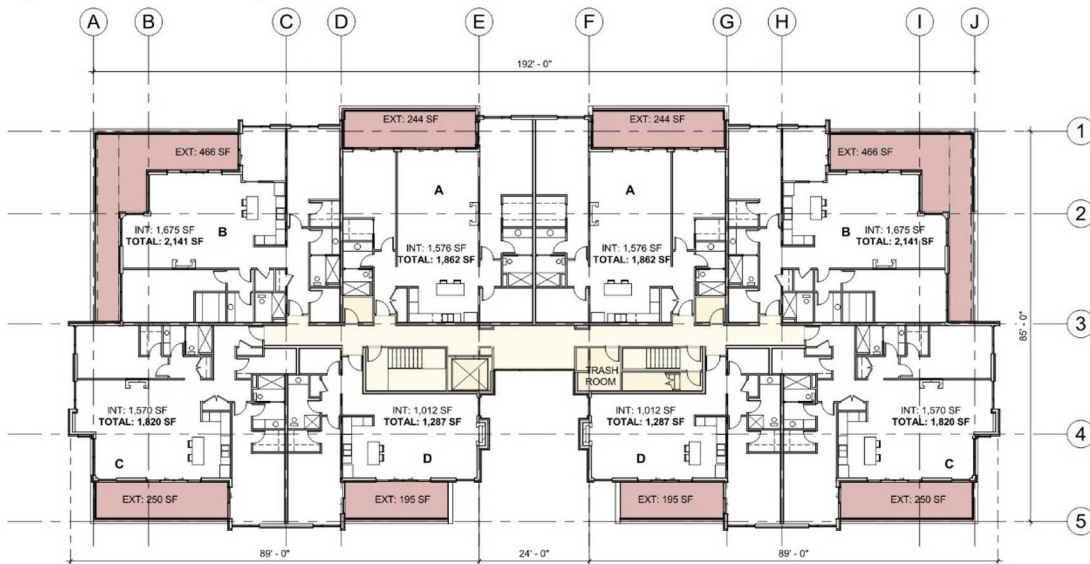 A B C D E F G H I J
192' - 0"
EXT: 244 SF
EXT: 244 SF
1
EXT: 466 SF
EXT: 466 SF
A
A
2
B
INT: 1,675 SF
TOTAL: 2,141 SF
INT: 1,576 SF
TOTAL: 1,862 SF
INT: 1,576 SF
TOTAL: 1,862 SF
INT: 1,675 SF
TOTAL: 2,141 SF
B
3
85' - 0"
TRASH
ROOM
INT: 1,570 SF
TOTAL: 1,820 SF
INT: 1,012 SF
TOTAL: 1,287 SF
INT: 1,012 SF
TOTAL: 1,287 SF
INT: 1,570 SF
TOTAL: 1,820 SF
4
C
D
D
C
EXT: 250 SF
EXT: 195 SF
EXT: 195 SF
EXT: 250 SF
5
89' - 0"
24' - 0"
89' - 0"